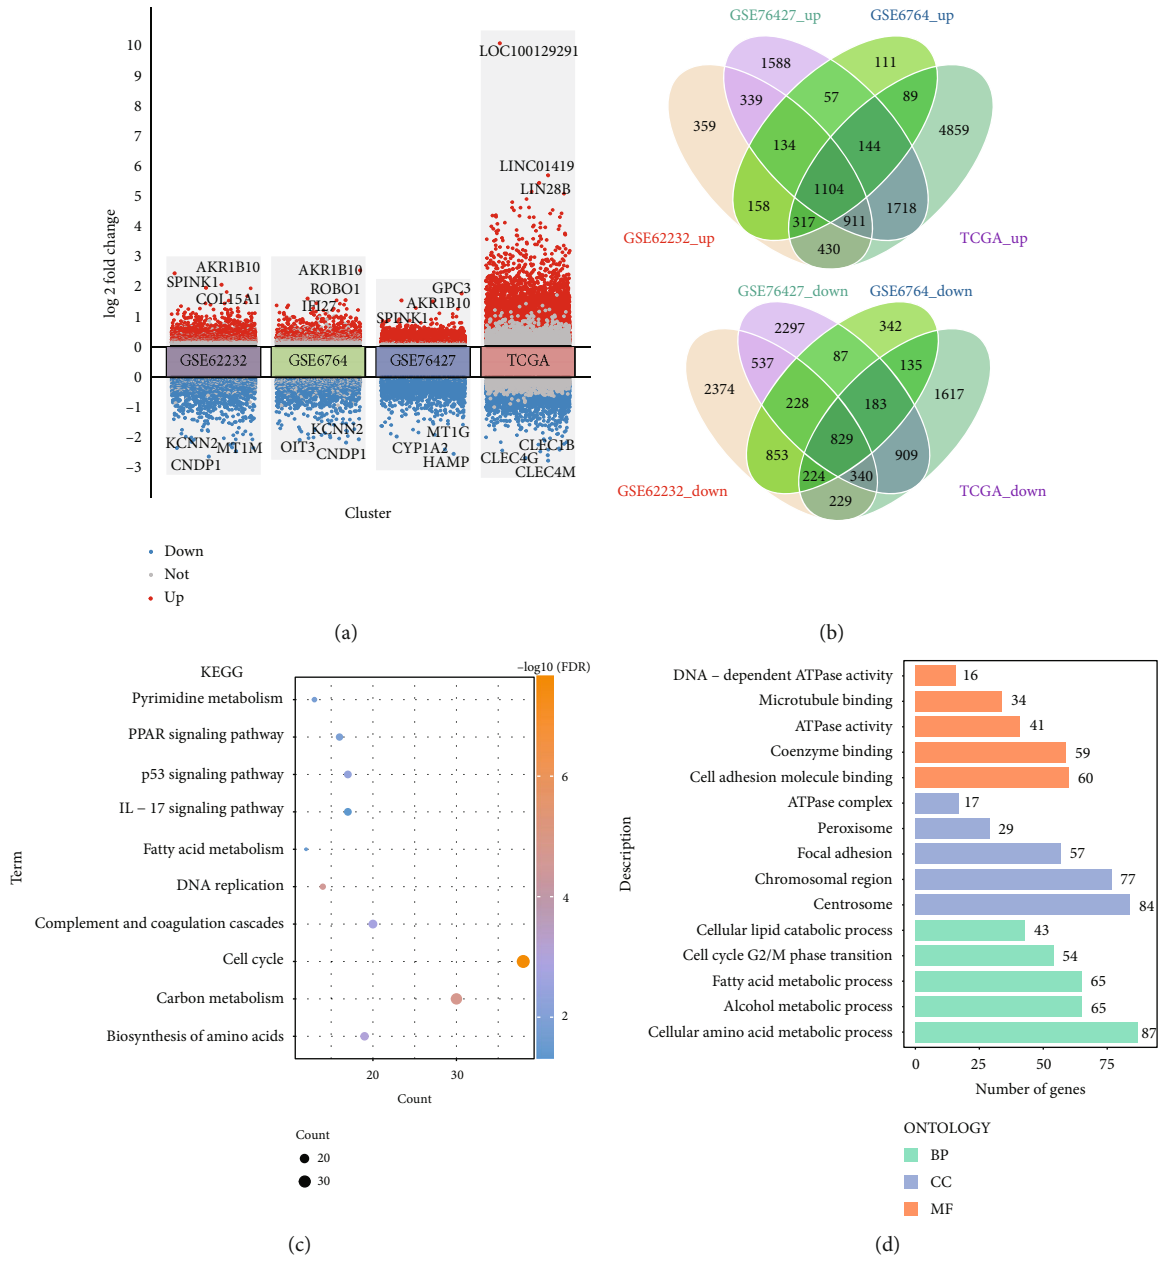 10
9
8
7
6
5
4
3
2
1
0
0
−1
−2
−3
log 2 fold change
LOC100129291
LINC01419
LIN28B
AKR1B10
SPINK1
COL15A1
AKR1B10
ROBO1
IFI27
GPC3
AKR1B10
SPINK1
GSE62232
GSE6764
GSE76427
TCGA
KCNN2
MT1M
CNDP1
KCNN2
OIT3
CNDP1
MT1G
CYP1A2
HAMP
CLEC1B
CLEC4G
CLEC4M
Cluster
Down
Not
Up
(a)
GSE76427_up
GSE6764_up
1588
111
339
57
89
359
4859
134
144
1104
158
1718
317
911
430
GSE62232_up
TCGA_up
GSE76427_down
GSE6764_down
2297
342
537
87
135
2374
1617
228
183
829
853
909
224
340
229
GSE62232_down
TCGA_down
(b)
KEGG
−log10 (FDR)
Pyrimidine metabolism
PPAR signaling pathway
p53 signaling pathway
IL − 17 signaling pathway
Fatty acid metabolism
DNA replication
Complement and coagulation cascades
Cell cycle
Carbon metabolism
Biosynthesis of amino acids
Term
6
4
2
20
30
Count
Count
20
30
(c)
DNA − dependent ATPase activity
16
Microtubule binding
34
ATPase activity
41
Coenzyme binding
59
Cell adhesion molecule binding
60
ATPase complex
17
Peroxisome
29
Focal adhesion
57
Chromosomal region
77
Centrosome
84
Cellular lipid catabolic process
43
Cell cycle G2/M phase transition
54
Fatty acid metabolic process
65
Alcohol metabolic process
65
Cellular amino acid metabolic process
87
Description
0
25
50
75
Number of genes
ONTOLOGY
BP
CC
MF
(d)